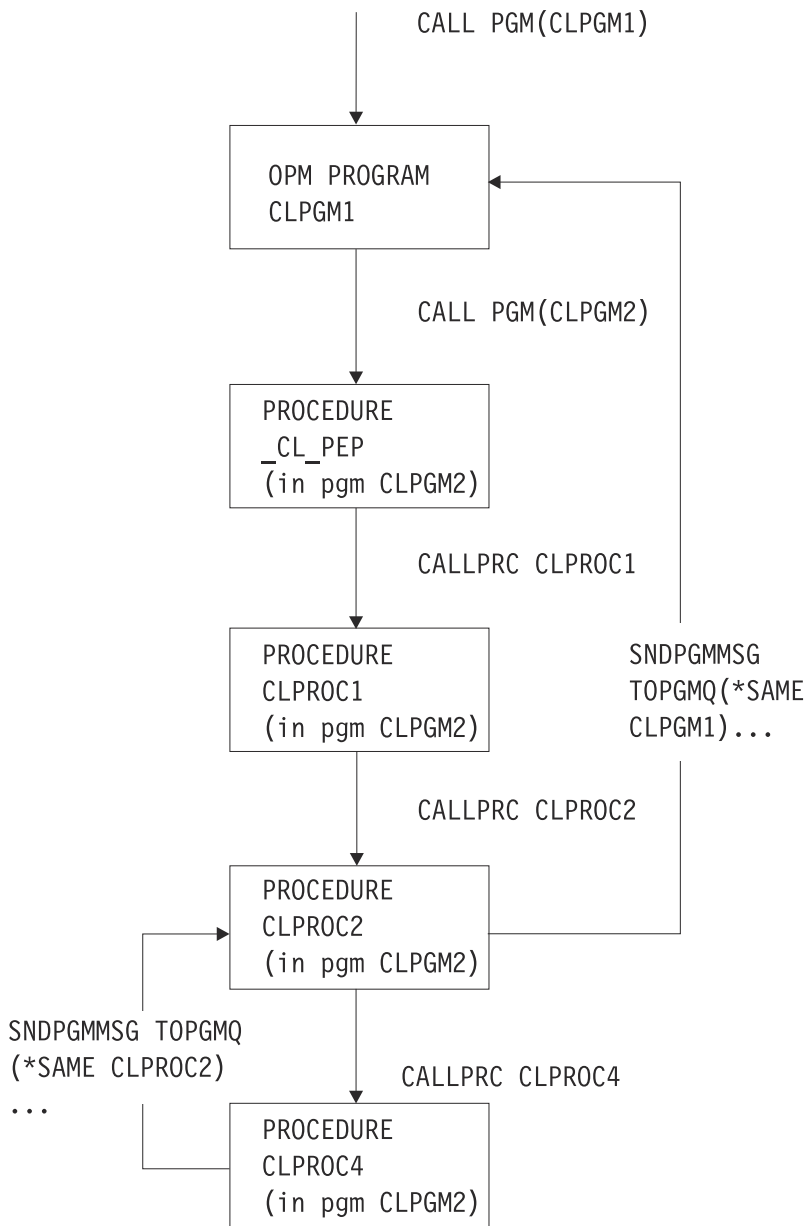 CALL PGM(CLPGM1)
OPM PROGRAM
CLPGM1
CALL PGM(CLPGM2)
PROCEDURE
_CL_PEP
(in pgm CLPGM2)
CALLPRC CLPROC1
PROCEDURE
CLPROC1
(in pgm CLPGM2)
SNDPGMMSG
TOPGMQ(*SAME
CLPGM1)...
CALLPRC CLPROC2
PROCEDURE
CLPROC2
(in pgm CLPGM2)
SNDPGMMSG TOPGMQ
(*SAME CLPROC2)
...
CALLPRC CLPROC4
PROCEDURE
CLPROC4
(in pgm CLPGM2)